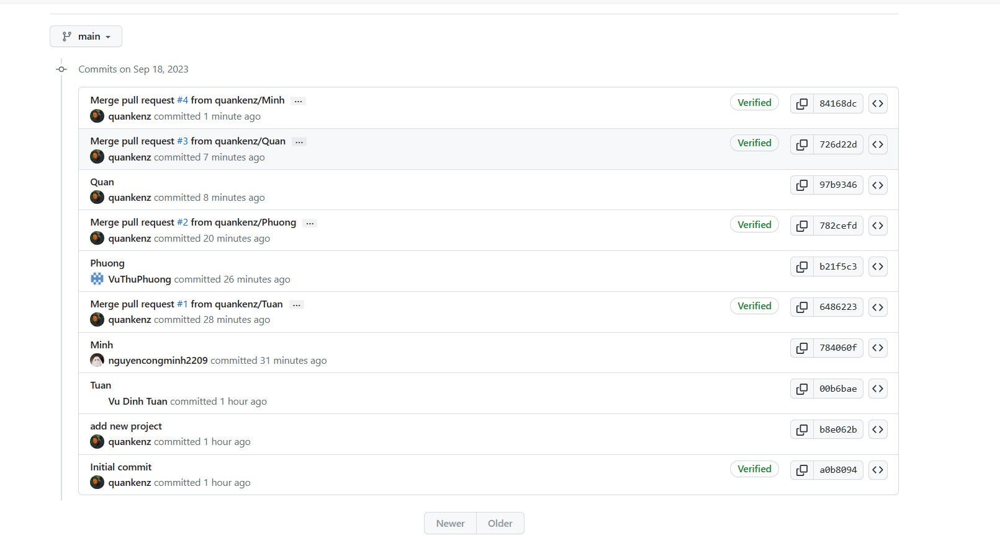 main
Commits on Sep 18, 2023
Merge pull request #4 from quankenz/Minh ...
Verified 84168dc
quankenz committed 1 minute ago
Merge pull request #3 from quankenz/Quan ...
Verified 726d22d
quankenz committed 7 minutes ago
Quan
97b9346
quankenz committed 8 minutes ago
Merge pull request #2 from quankenz/Phuong ...
Verified 782cefd
quankenz committed 20 minutes ago
Phuong
b21f5c3
VuThuPhuong committed 26 minutes ago
Merge pull request #1 from quankenz/Tuan ...
Verified 6486223
quankenz committed 28 minutes ago
Minh
784060f
nguyencongminh2209 committed 31 minutes ago
Tuan
00b6bae
Vu Dinh Tuan committed 1 hour ago
add new project
b8e062b
quankenz committed 1 hour ago
Initial commit
Verified a0b8094
quankenz committed 1 hour ago
Newer Older